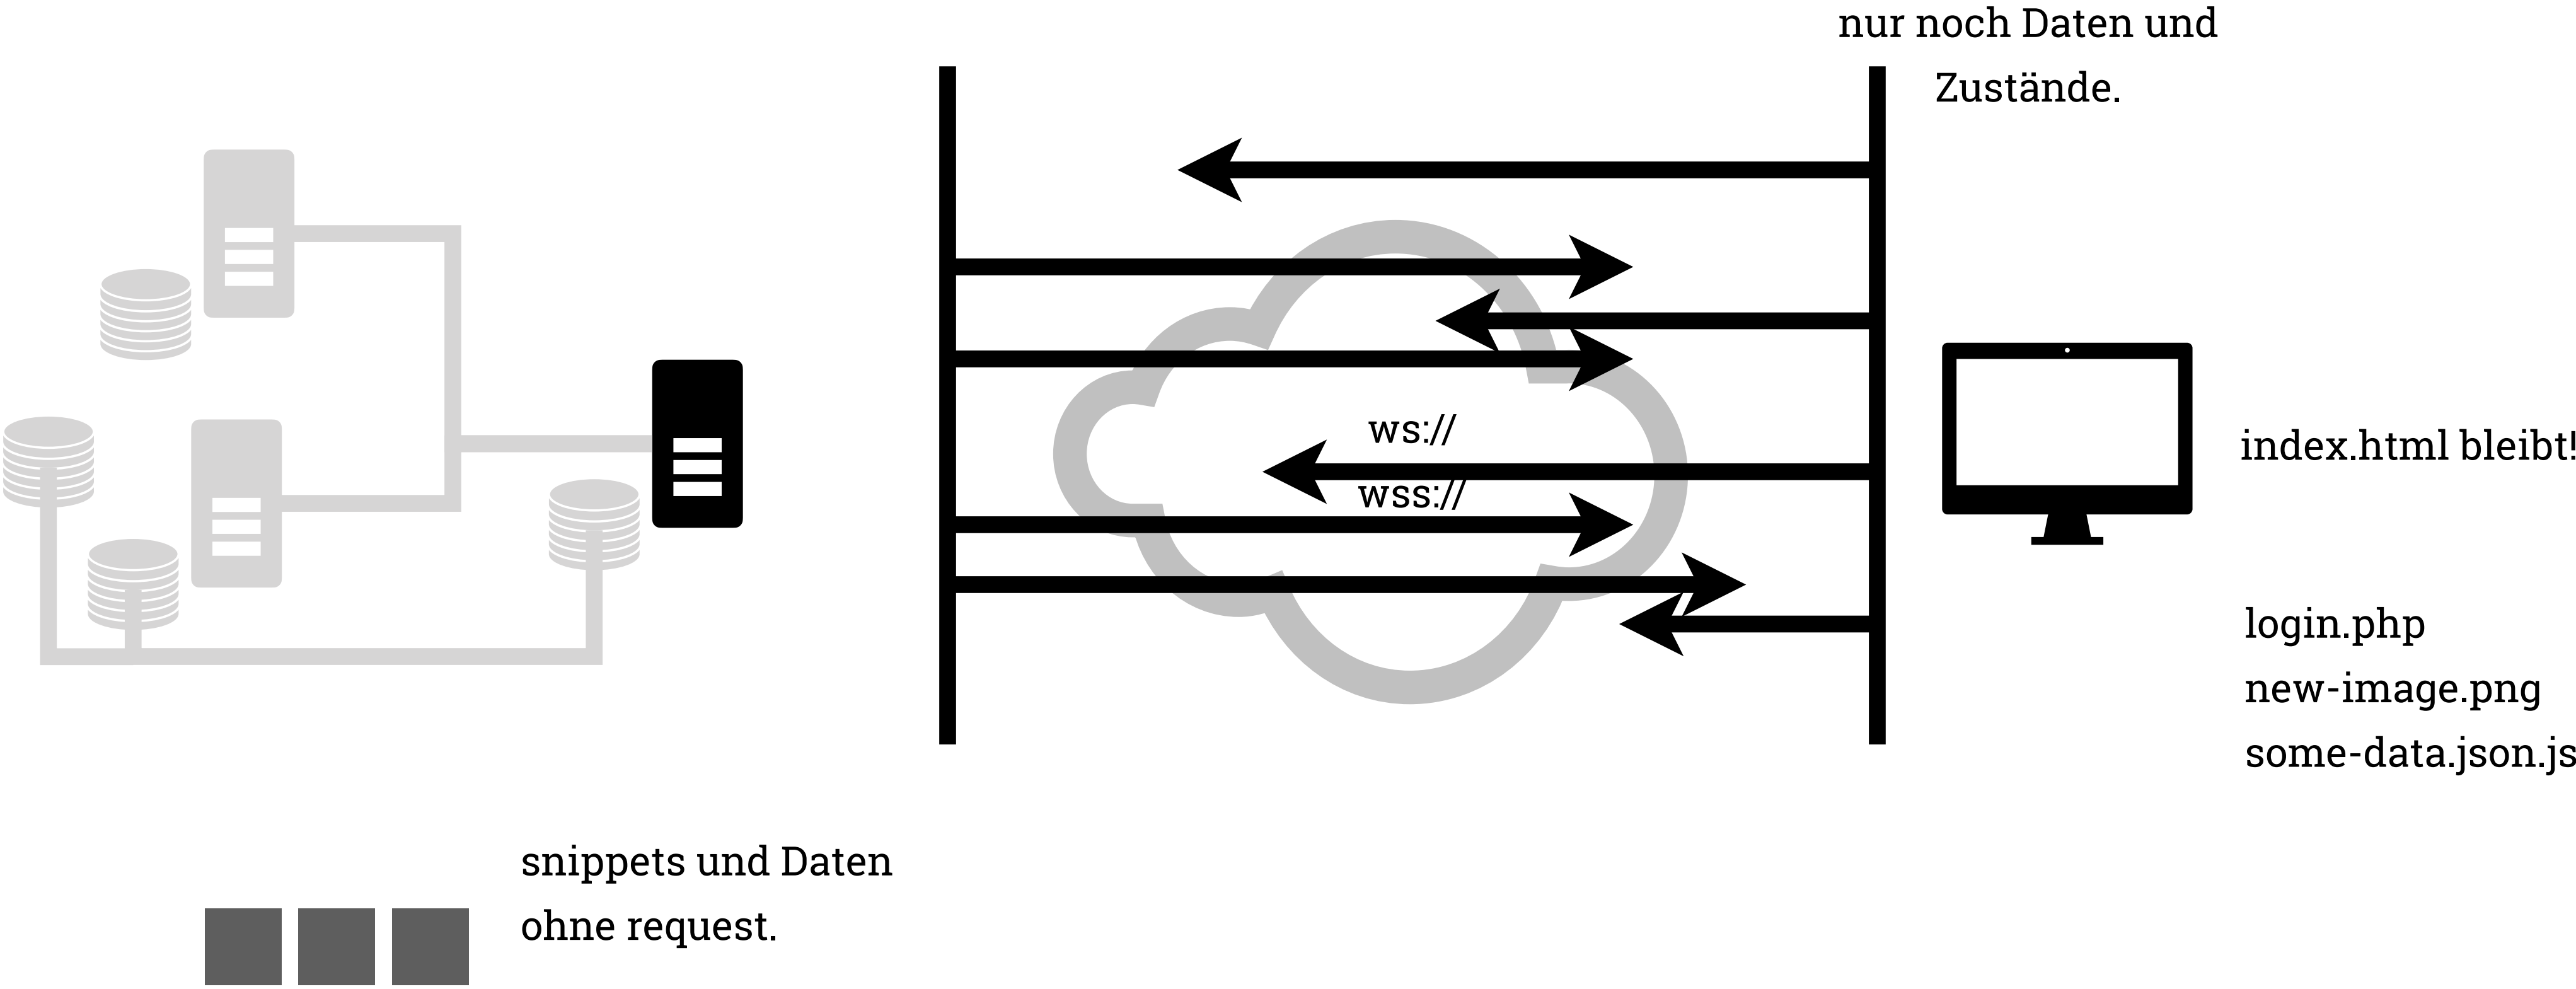 nur noch Daten und
Zustände.
ws://
wss://
index.html bleibt!
login.php
new-image.png
some-data.json.js
snippets und Daten
ohne request.